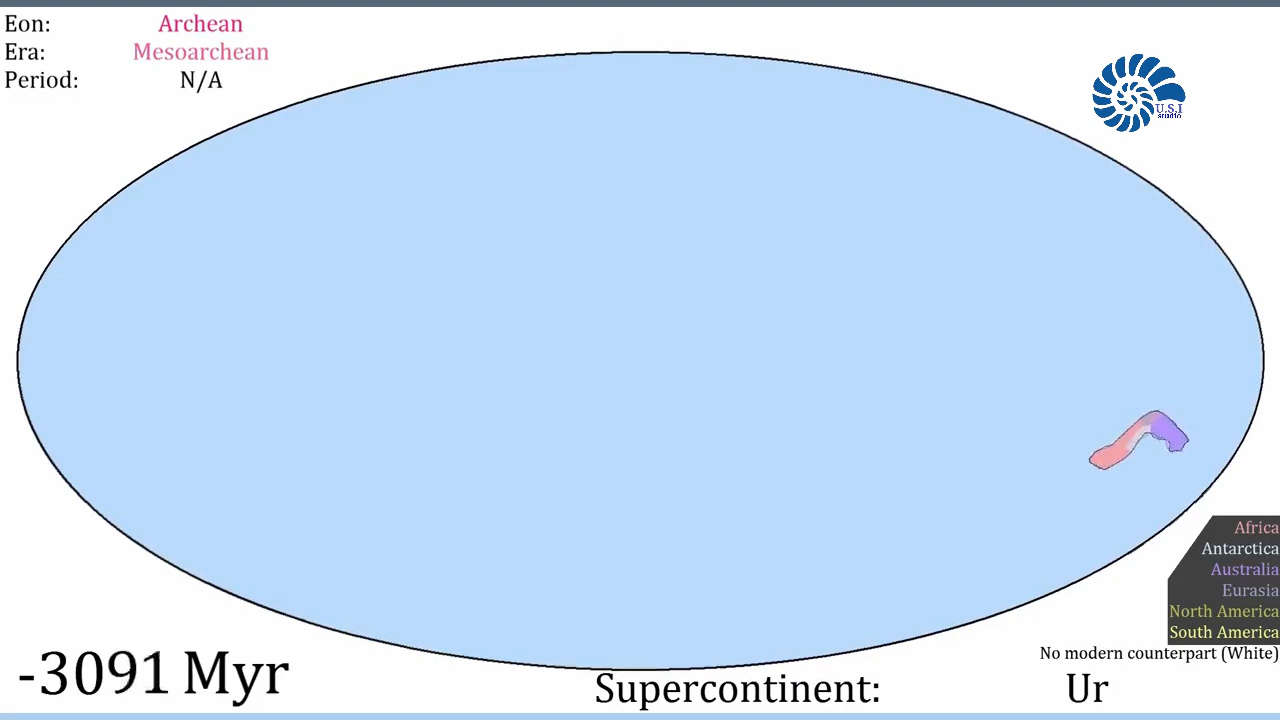 Eon: Archean
Era: Mesoarchean
Period: N/A
U.S.I
studio
Africa
Antarctica
Australia
Eurasia
North America
South America
No modern counterpart (White)
-3091 Myr
Supercontinent: Ur